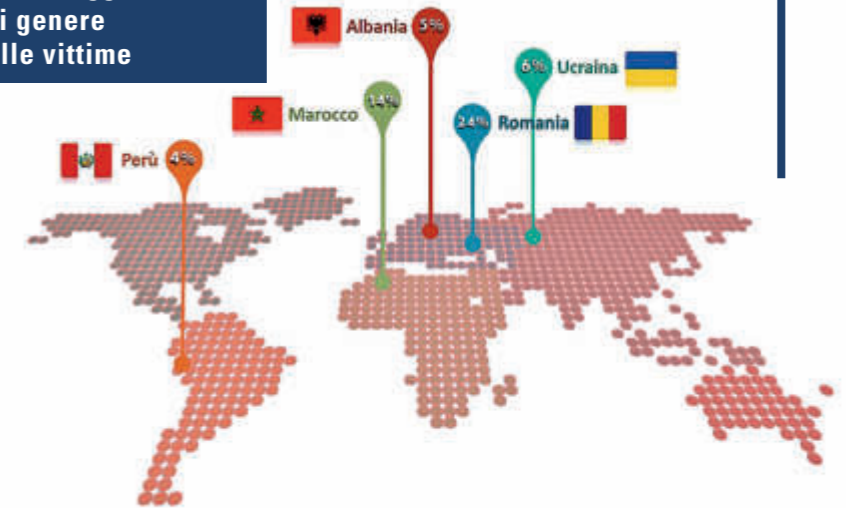 i genere
lle vittime
Albania 5%
6% Ucraina
Marocco 14%
24% Romania
Perù 4%